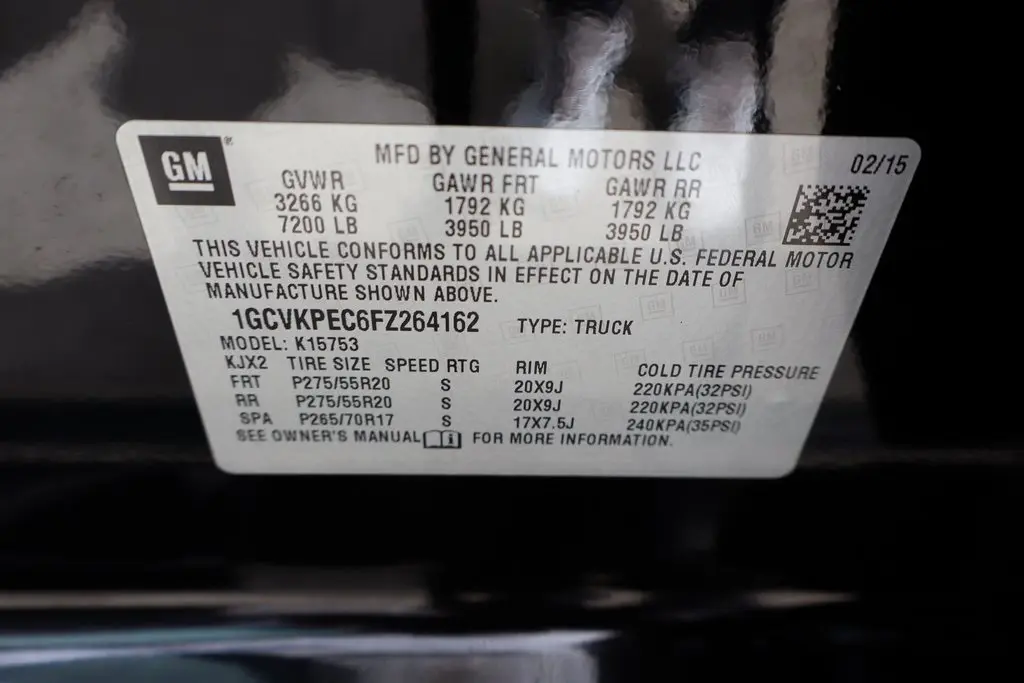 GM
MFD BY GENERAL MOTORS LLC 02/15
GVWR GAWR FRT GAWR RR
3266 KG 1792 KG 1792 KG
7200 LB 3950 LB 3950 LB
THIS VEHICLE CONFORMS TO ALL APPLICABLE U.S. FEDERAL MOTOR
VEHICLE SAFETY STANDARDS IN EFFECT ON THE DATE OF
MANUFACTURE SHOWN ABOVE.
1GCVKPEC6FZ264162 TYPE: TRUCK
MODEL: K15753
KJX2 TIRE SIZE SPEED RTG RIM COLD TIRE PRESSURE
FRT P275/55R20 S 20X9J 220KPA(32PSI)
RR P275/55R20 S 20X9J 220KPA(32PSI)
SPA P265/70R17 S 17X7.5J 240KPA(35PSI)
SEE OWNER'S MANUAL FOR MORE INFORMATION.